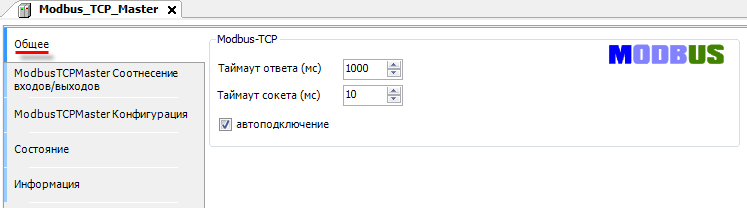 Modbus_TCP_Master
Общее
ModbusTCPMaster Соотнесение
входов/выходов
ModbusTCPMaster Конфигурация
Состояние
Информация
Modbus-TCP
MODBUS
Таймаут ответа (мс) 1000
Таймаут сокета (мс) 10
автоподключение